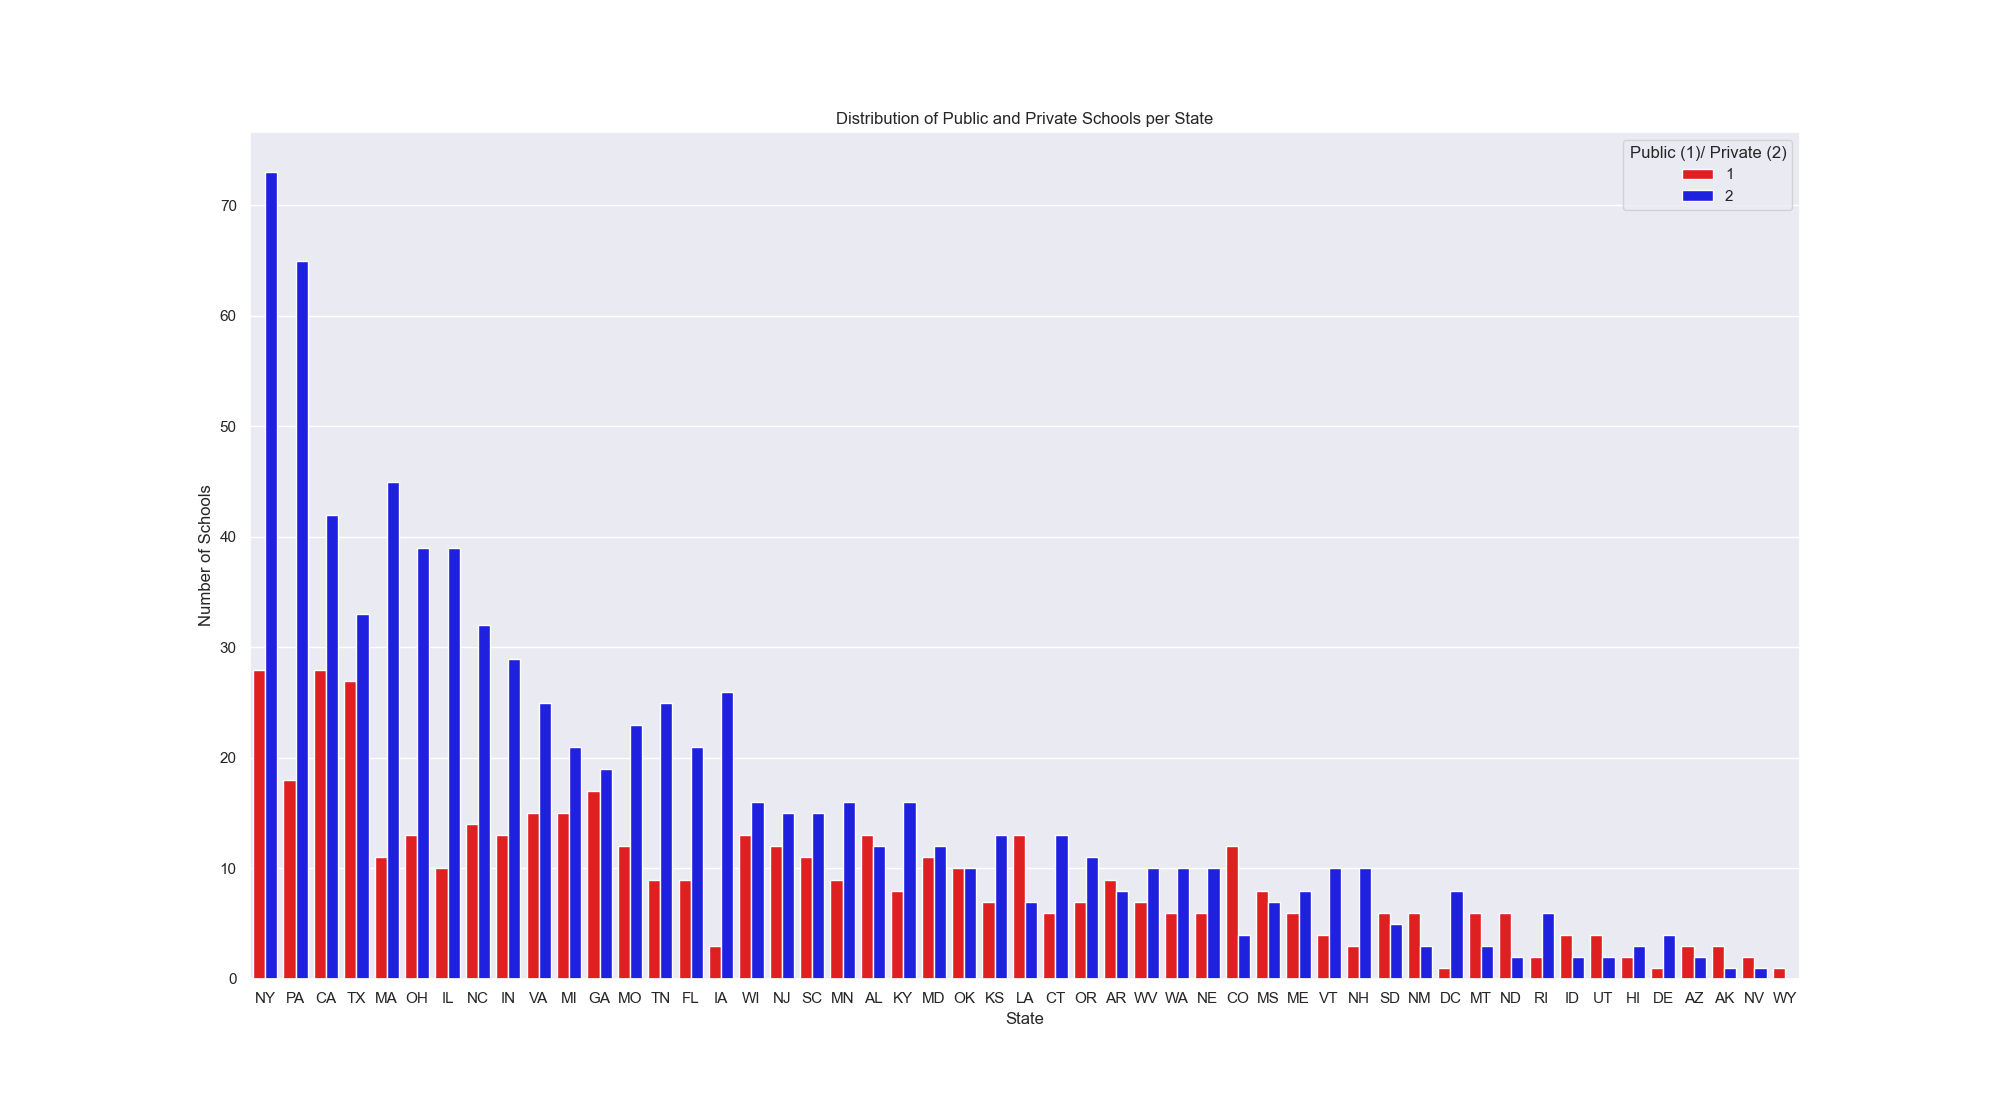 Distribution of Public and Private Schools per State
Public (1)/ Private (2)
1
2
Number of Schools
70
60
50
40
30
20
10
0
NY PA CA TX MA OH IL NC IN VA MI GA MO TN FL IA WI NJ SC MN AL KY MD OK KS LA CT OR AR WV WA NE CO MS ME VT NH SD NM DC MT ND RI ID UT HI DE AZ AK NV WY
State